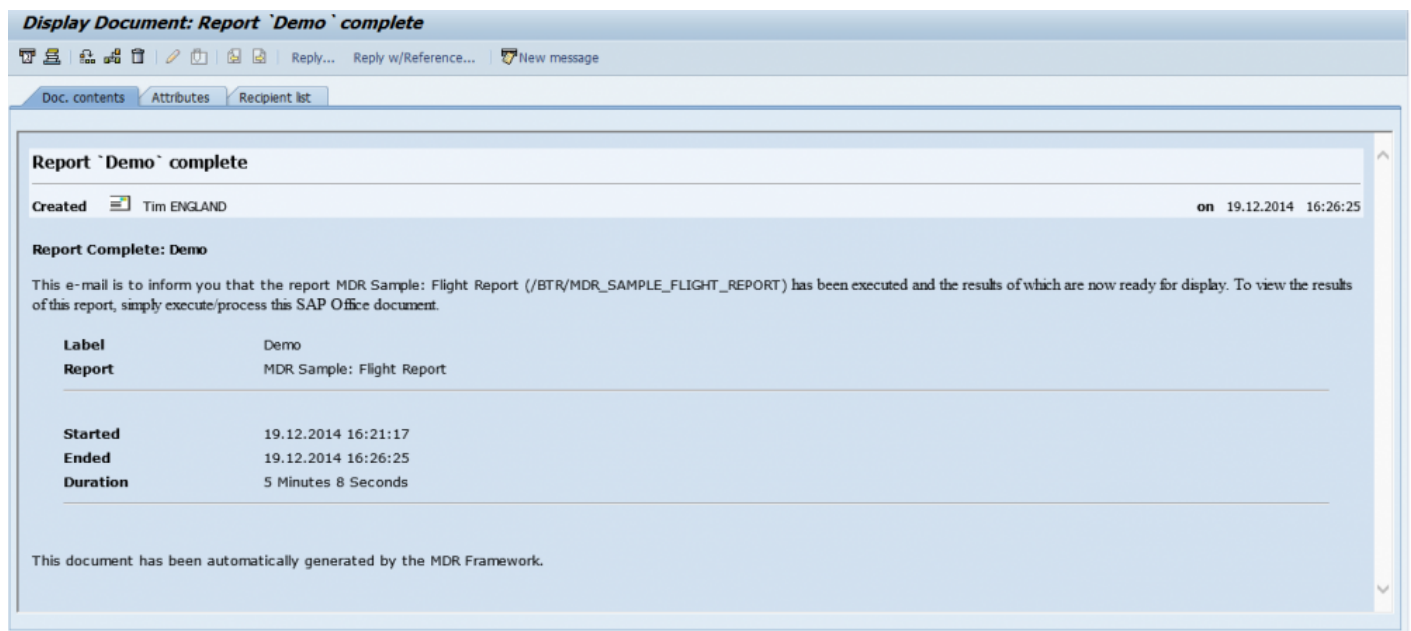 Display Document: Report `Demo` complete
Reply... Reply w/Reference... New message
Doc. contents Attributes Recipient list
Report `Demo` complete
Created Tim ENGLAND on 19.12.2014 16:26:25
Report Complete: Demo
This e-mail is to inform you that the report MDR Sample: Flight Report (/BTR/MDR_SAMPLE_FLIGHT_REPORT) has been executed and the results of which are now ready for display. To view the results
of this report, simply execute/process this SAP Office document.
Label Demo
Report MDR Sample: Flight Report
Started 19.12.2014 16:21:17
Ended 19.12.2014 16:26:25
Duration 5 Minutes 8 Seconds
This document has been automatically generated by the MDR Framework.